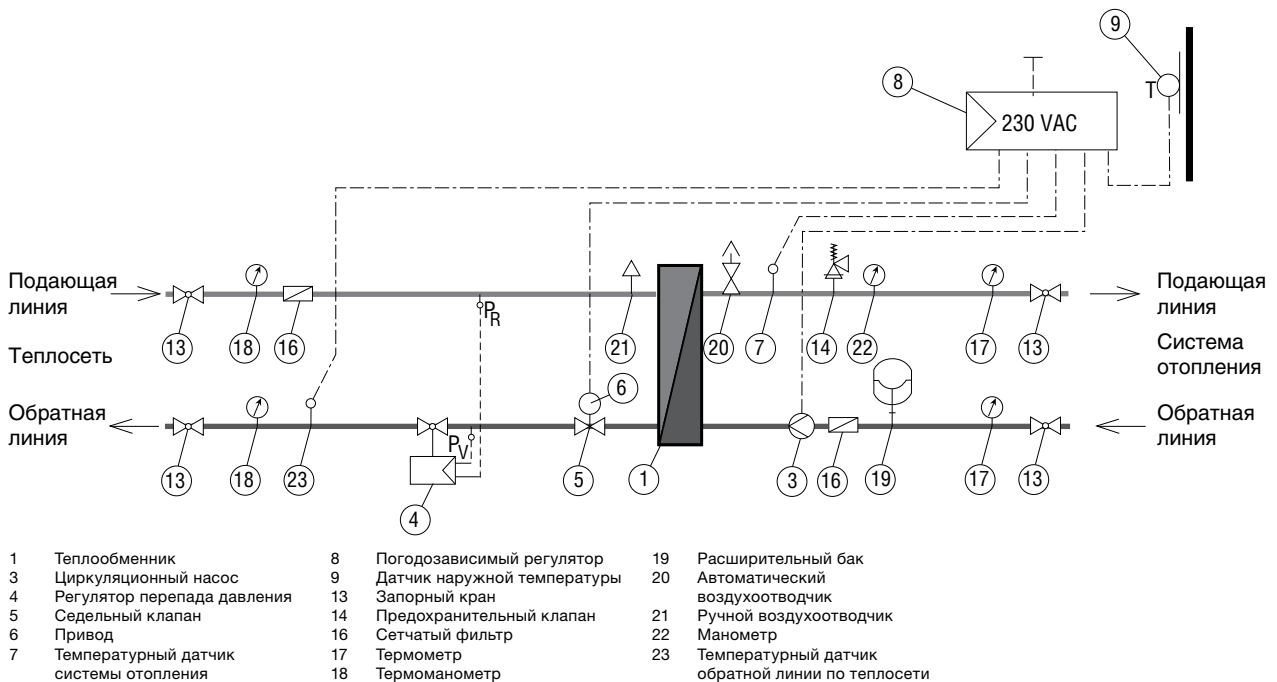 9
8
T
230 VAC
Подающая
линия
P
R
Подающая
линия
13
18
16
21
20
7
14
22
17
13
Теплосеть
Система
отопления
6
Обратная
линия
P
V
Обратная
линия
13
18
23
4
5
1
3
16
19
17
13
1 Теплообменник
3 Циркуляционный насос
4 Регулятор перепада давления
5 Седельный клапан
6 Привод
7 Температурный датчик
системы отопления
8 Погодозависимый регулятор
9 Датчик наружной температуры
13 Запорный кран
14 Предохранительный клапан
16 Сетчатый фильтр
17 Термометр
18 Термоманометр
19 Расширительный бак
20 Автоматический
воздухоотводчик
21 Ручной воздухоотводчик
22 Манометр
23 Температурный датчик
обратной линии по теплосети